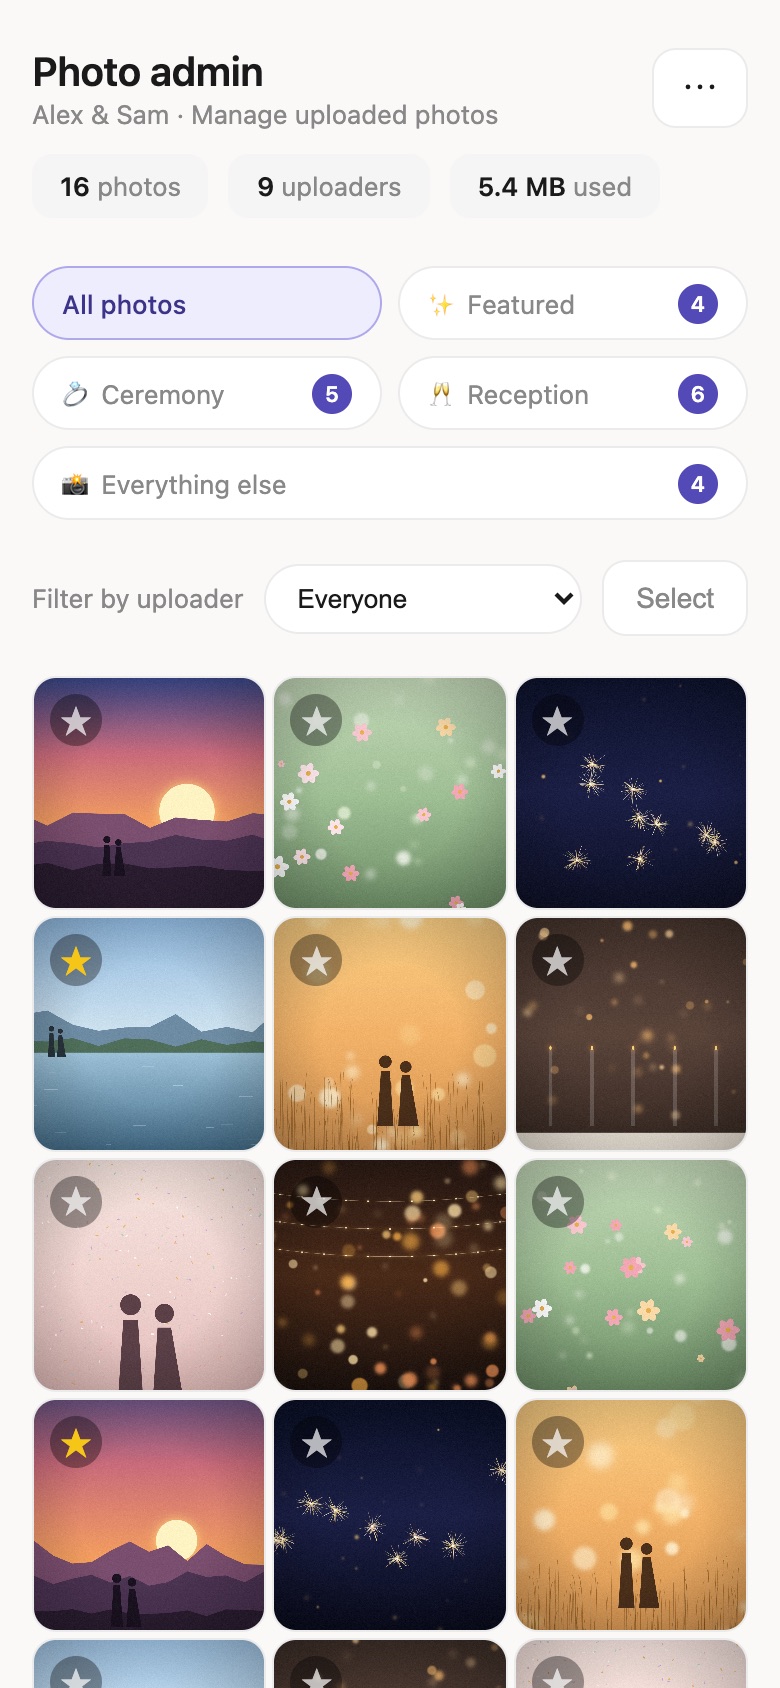 Photo admin
Alex & Sam · Manage uploaded photos
...
16 photos
9 uploaders
5.4 MB used
All photos
✨ Featured 4
💍 Ceremony 5
🥂 Reception 6
📸 Everything else 4
Filter by uploader
Everyone
Select